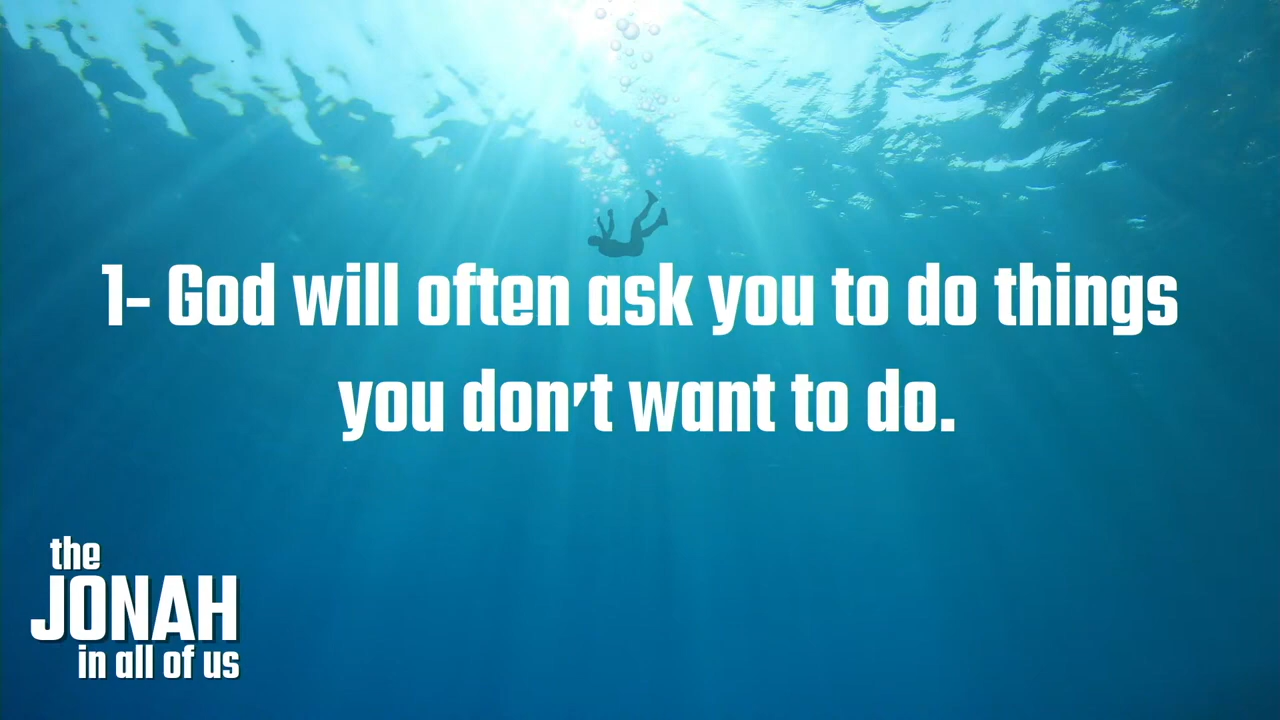 1- God will often ask you to do things
you don't want to do.
the
JONAH
in all of us